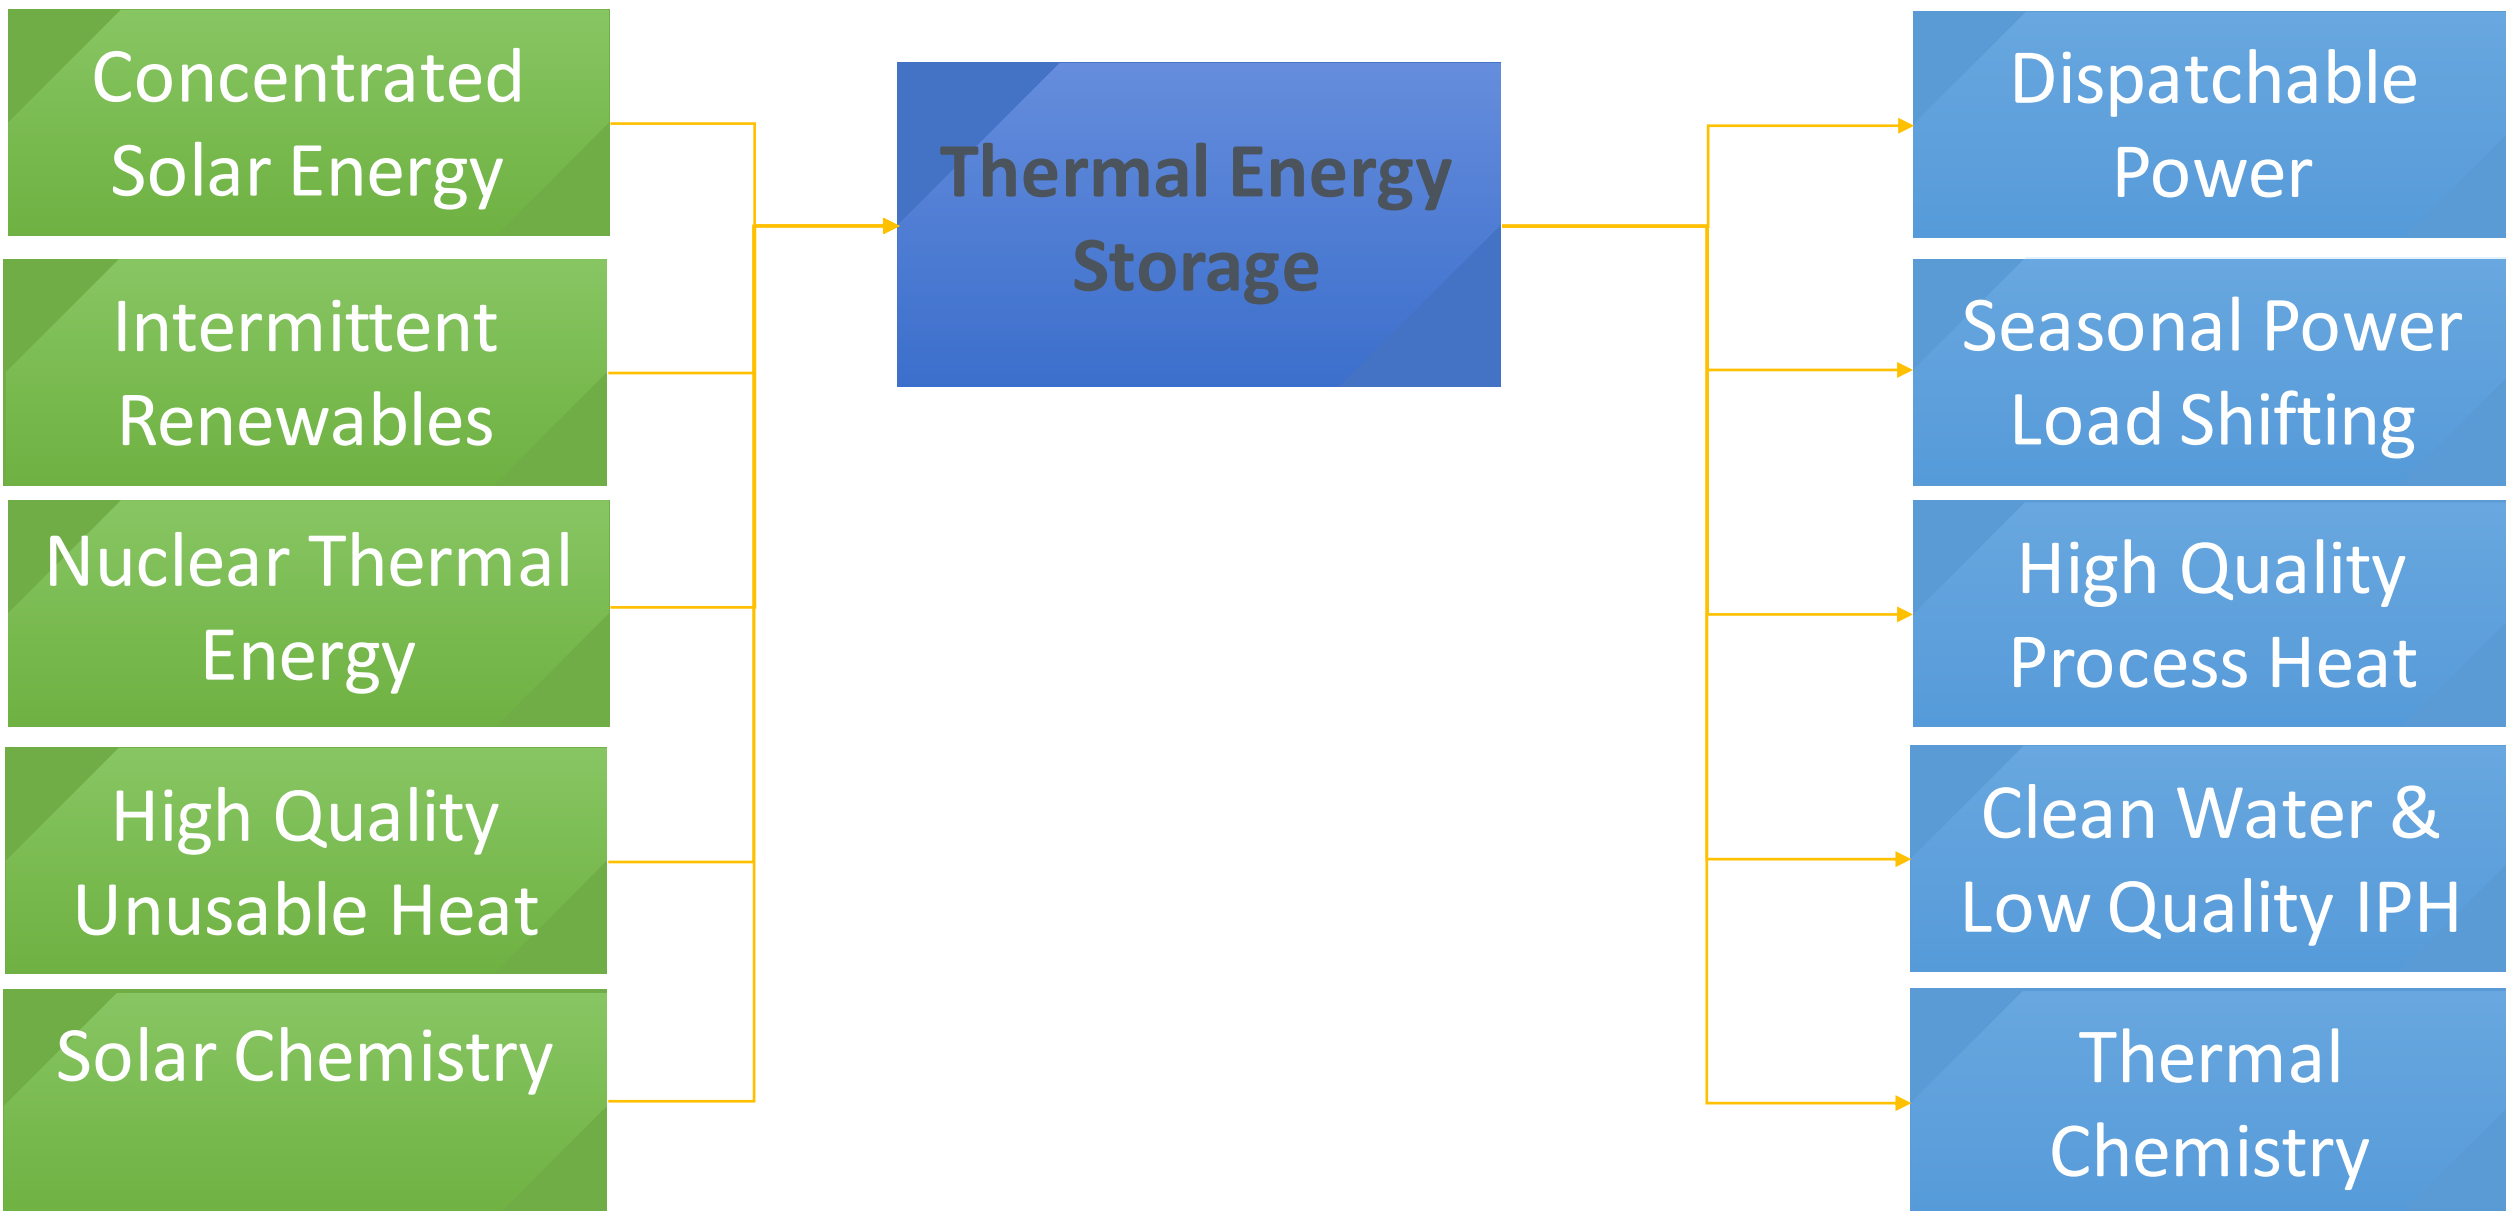 Concentrated
Solar Energy
Intermittent
Renewables
Nuclear Thermal
Energy
High Quality
Unusable Heat
Solar Chemistry
Thermal Energy
Storage
Dispatchable
Power
Seasonal Power
Load Shifting
High Quality
Process Heat
Clean Water &
Low Quality IPH
Thermal
Chemistry